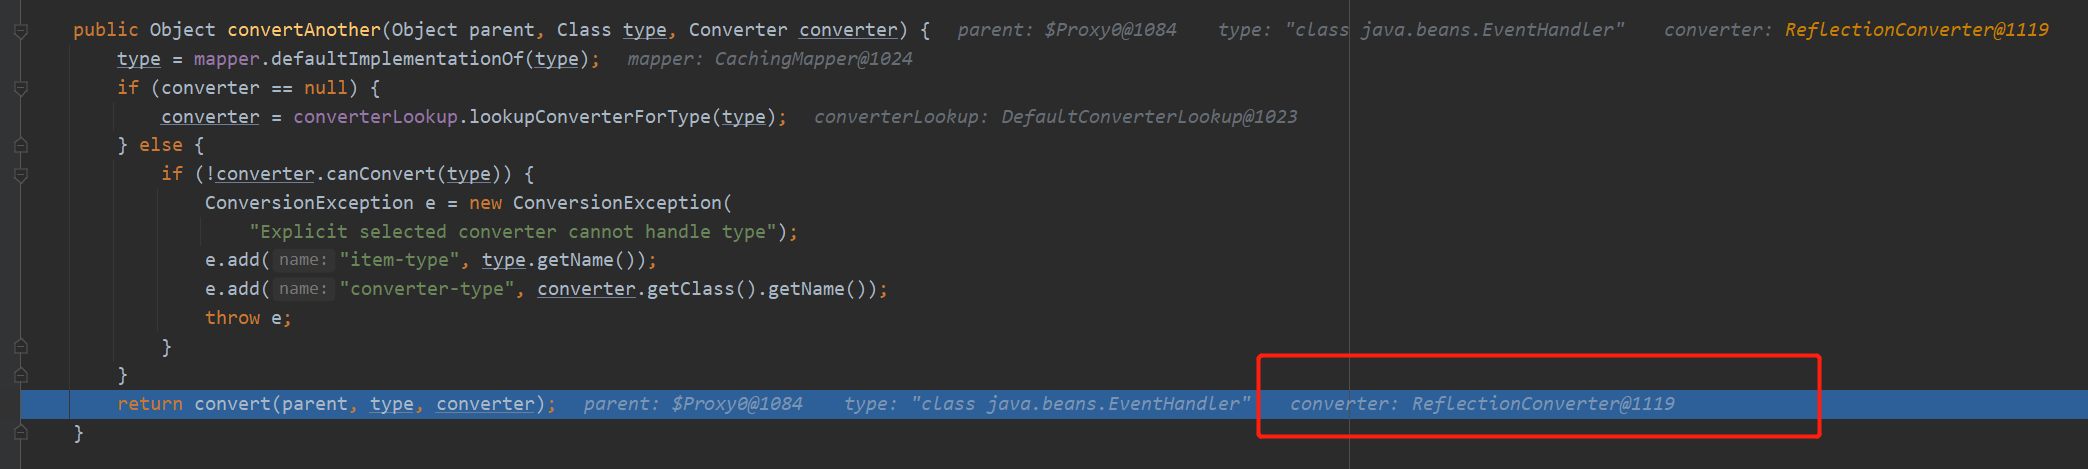 public Object convertAnother(Object parent, Class type, Converter converter) {  parent: $Proxy0@1084  type: "class java.beans.EventHandler"  converter: ReflectionConverter@1119
type = mapper.defaultImplementationOf(type);  mapper: CachingMapper@1024
if (converter == null) {
converter = converterLookup.lookupConverterForType(type);  converterLookup: DefaultConverterLookup@1023
} else {
if (!converter.canConvert(type)) {
ConversionException e = new ConversionException(
"Explicit selected converter cannot handle type");
e.add( name: "item-type", type.getName());
e.add( name: "converter-type", converter.getClass().getName());
throw e;
}
}
return convert(parent, type, converter);  parent: $Proxy0@1084  type: "class java.beans.EventHandler"  converter: ReflectionConverter@1119
}